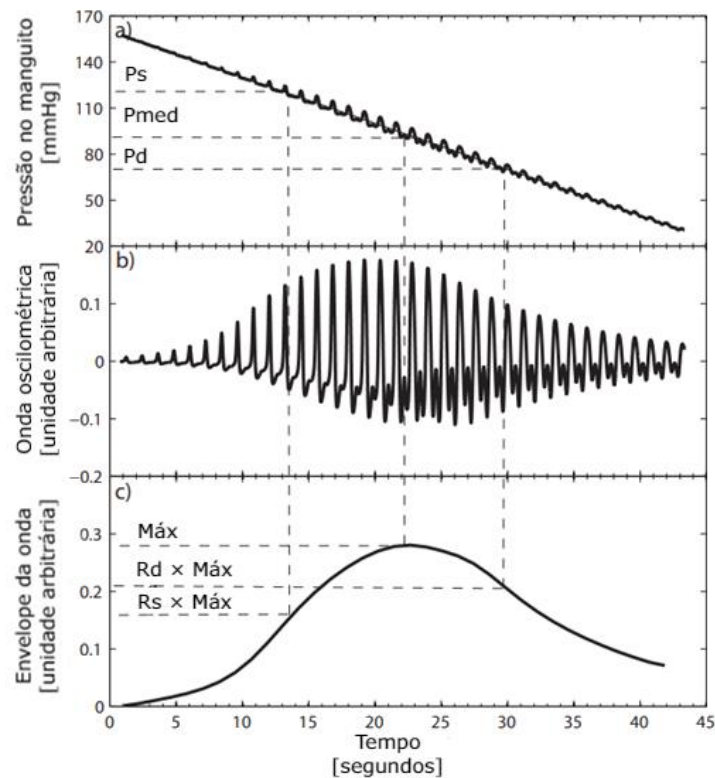 170
a)
Ps
140
110
Pmed
80
Pd
50
20
Pressão no manguito
[mmHg]
b)
0.1
0
−0.1
−0.2
Onda oscilométrica
[unidade arbitrária]
c)
Máx
0.3
Rd × Máx
0.2
Rs × Máx
0.1
0
Envelope da onda
[unidade arbitrária]
0 5 10 15 20 25 30 35 40 45
Tempo
[segundos]